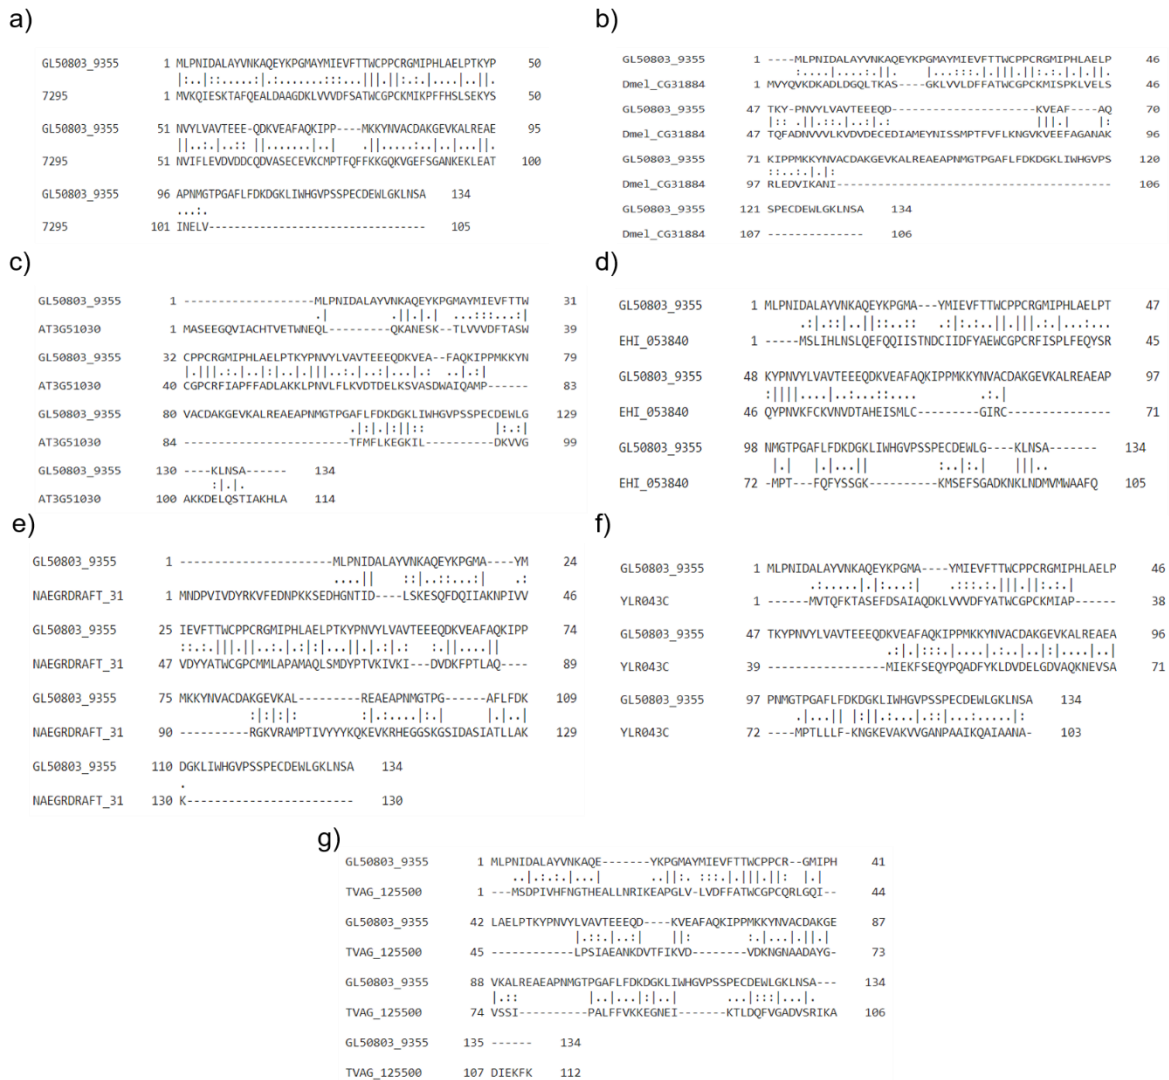 a)
GL50803_9355 1 MLPNIDALAYVNKAQEYKPGMAYMIEVFTTWCPPCRGMIPHLAELPTKYP 50
7295 1 MVKQIESKTAFQEALDAAGDKLVVVDFSATWCGPCKMIKPFFHSLSEKYS 50
GL50803_9355 51 NVYLVAVTEEE-QDKVEAFAQKIPP----MKKYNVACDAKGEVKALREAE 95
7295 51 NVIFLEVDVDDCQDVASECEVKCMPTFQFFKKGQKVGEFSGANKEKLEAT 100
GL50803_9355 96 APNMGTPGAFLFDKDGKLIWHGVPSSPECDEWLGKLNSA 134
7295 101 INELV---------------------------------- 105
b)
GL50803_9355 1 ----MLPNIDALAYVNKAQEYKPGMAYMIEVFTTWCPPCRGMIPHLAELP 46
Dmel_CG31884 1 MVYQVKDKADLDGQLTKAS----GKLVVLDFFATWCGPCKMISPKLVELS 46
GL50803_9355 47 TKY-PNVYLVAVTEEEQD------------------KVEAF----AQ 70
Dmel_CG31884 47 TQFADNVVVLKVDVDECEDIAMEYNISSMPTFVFLKNGVKVEEFAGANAK 96
GL50803_9355 71 KIPPMKKYNVACDAKGEVKALREAEAPNMGTPGAFLFDKDGKLIWHGVPS 120
Dmel_CG31884 97 RLEDVIKANI---------------------------------------- 106
GL50803_9355 121 SPECDEWLGKLNSA 134
Dmel_CG31884 107 -------------- 106
c)
GL50803_9355 1 -------------------MLPNIDALAYVNKAQEYKPGMAYMIEVFTTW 31
AT3G51030 1 MASEEGQVIACHTVETWNEQL---------QKANESK--TLVVVDFTASW 39
GL50803_9355 32 CPPCRGMIPHLAELPTKYPNVYLVAVTEEEQDKVEA--FAQKIPPMKKYN 79
AT3G51030 40 CGPCRFIAPFFADLAKKLPNVLFLKVDTDELKSVASDWAIQAMP------ 83
GL50803_9355 80 VACDAKGEVKALREAEAPNMGTPGAFLFDKDGKLIWHGVPSSPECDEWLG 129
AT3G51030 84 -----------------------TFMFLKEGKIL---------DKVVG 99
GL50803_9355 130 ----KLNSA------ 134
AT3G51030 100 AKKDELQSTIAKHLA 114
d)
GL50803_9355 1 MLPNIDALAYVNKAQEYKPGMA---YMIEVFTTWCPPCRGMIPHLAELPT 47
EHI_053840 1 -----MSLIHLNSLQEFQQIISTNDCIIDFYAEWCGPCRFISPLFEQYSR 45
GL50803_9355 48 KYPNVYLVAVTEEEQDKVEAFAQKIPPMKKYNVACDAKGEVKALREAEAP 97
EHI_053840 46 QYPNVKFCKVNVDTAHEISMLC---------GIRC--------------- 71
GL50803_9355 98 NMGTPGAFLFDKDGKLIWHGVPSSPECDEWLG----KLNSA------- 134
EHI_053840 72 -MPT---FQFYSSGK---------KMSEFSGADKNKLNDMVMWAAFQ 105
e)
GL50803_9355 1 -------------------MLPNIDALAYVNKAQEYKPGMA----YM 24
NAEGRDRAFT_31 1 MNDPVIVDYRKVFEDNPKKSEDHGNTID----LSKESQFDQIIAKNPIVV 46
GL50803_9355 25 IEVFTTWCPPCRGMIPHLAELPTKYPNVYLVAVTEEEQDKVEAFAQKIPP 74
NAEGRDRAFT_31 47 VDYYATWCGPCMMLAPAMAQLSMDYPTVKIVKI---DVDKFPTLAQ---- 89
GL50803_9355 75 MKKYNVACDAKGEVKAL--------REAEAPNMGTPG------AFLFDK 109
NAEGRDRAFT_31 90 ---------RGKVRAMPTIVYYYKQKEVKRHEGGSKGSIDASIATLLAK 129
GL50803_9355 110 DGKLIWHGVPSSPECDEWLGKLNSA 134
NAEGRDRAFT_31 130 K------------------------ 130
f)
GL50803_9355 1 MLPNIDALAYVNKAQEYKPGMA----YMIEVFTTWCPPCRGMIPHLAELP 46
YLR043C 1 ------MVTQFKTASEFDSAIAQDKLVVVDFYATWCGPCKMIAP------ 38
GL50803_9355 47 TKYPNVYLVAVTEEEQDKVEAFAQKIPPMKKYNVACDAKGEVKALREAEA 96
YLR043C 39 ----------------MIEKFSEQYPQADFYKLDVDELGDVAQKNEVSA 71
GL50803_9355 97 PNMGTPGAFLFDKDGKLIWHGVPSSPECDEWLGKLNSA 134
YLR043C 72 ---MPTLLLF-KNGKEVAKVVGANPAAIKQAIAANA- 103
g)
GL50803_9355 1 MLPNIDALAYVNKAQE-------YKPGMAYMIEVFTTWCPPCR--GMIPH 41
TVAG_125500 1 ---MSDPIVHFNGTHEALLNRIKEAPGLV-LVDFFATWCGPCQRLGQI-- 44
GL50803_9355 42 LAELPTKYPNVYLVAVTEEEQD----KVEAFAQKIPPMKKYNVACDAKGE 87
TVAG_125500 45 ------------LPSIAEANKDVTFIKVD--------VDKNGNAADAYG- 73
GL50803_9355 88 VKALREAEAPNMGTPGAFLFDKDGKLIWHGVPSSPECDEWLGKLNSA--- 134
TVAG_125500 74 VSSI----------PALFFVKKEGNEI-------KTLDQFVGADVSRIKA 106
GL50803_9355 135 ------ 134
TVAG_125500 107 DIEKFK 112